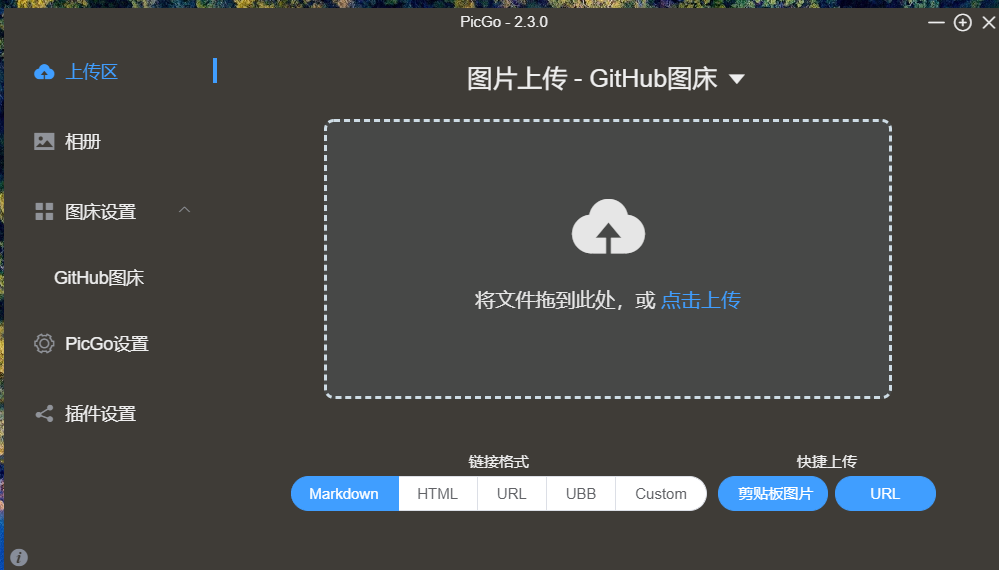 PicGo - 2.3.0
上传区
相册
图床设置
GitHub图床
PicGo设置
插件设置
图片上传 - GitHub图床
将文件拖到此处，或 点击上传
链接格式
Markdown HTML URL UBB Custom
快捷上传
剪贴板图片 URL
i